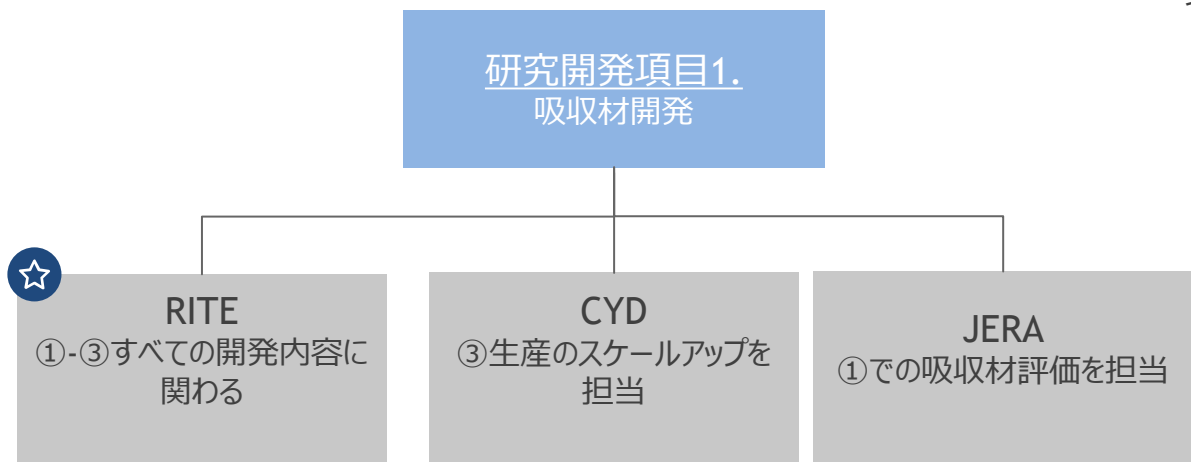 研究開発項目1.
吸収材開発
RITE
①-③すべての開発内容に
関わる
CYD
③生産のスケールアップを
担当
JERA
①での吸収材評価を担当